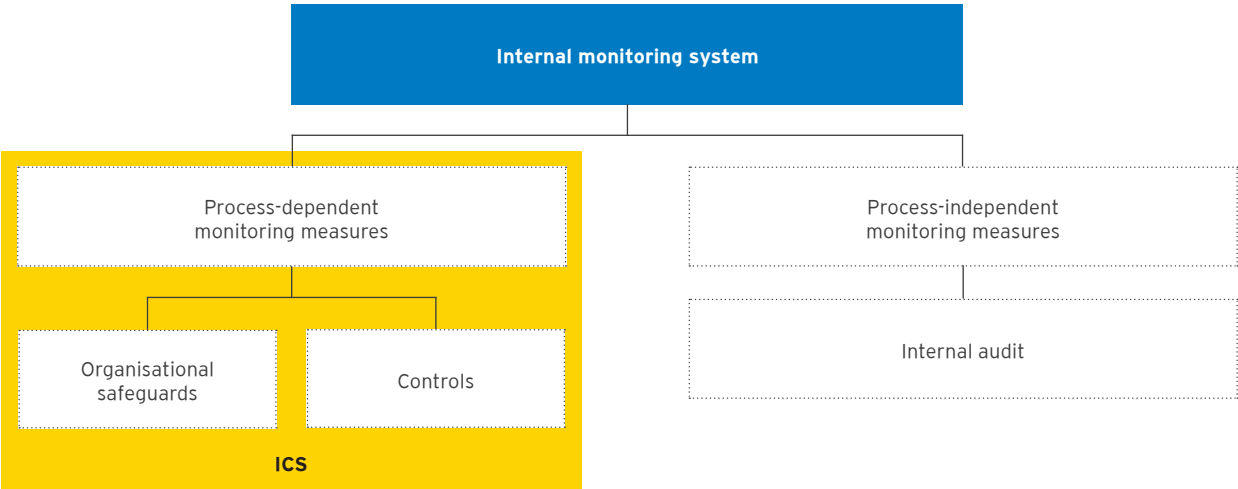 Internal monitoring system
Process-dependent
monitoring measures
Process-independent
monitoring measures
Organisational
safeguards
Controls
Internal audit
ICS